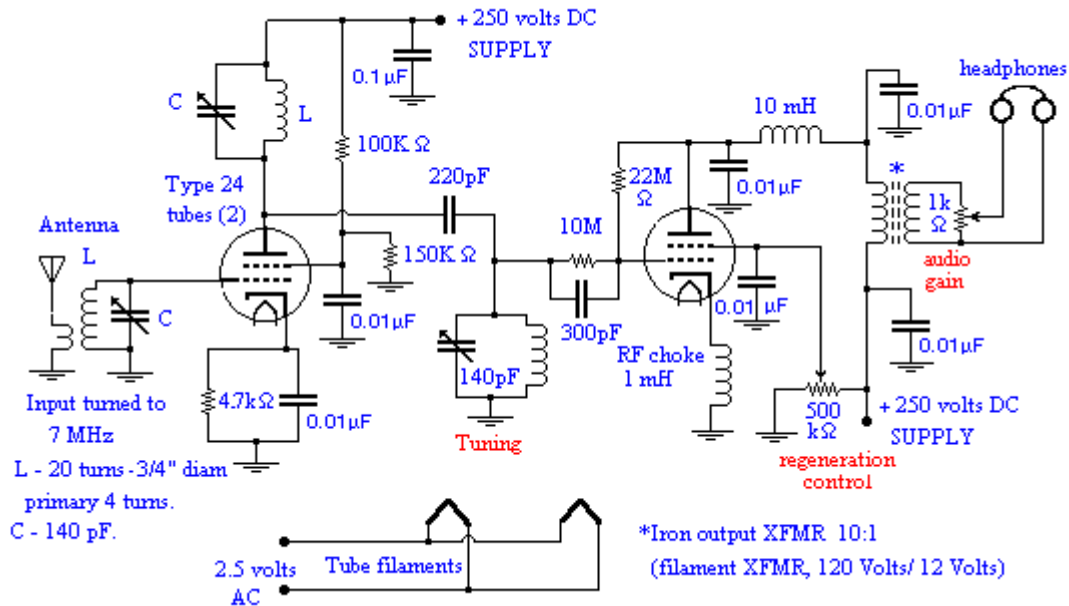 + 250 volts DC
SUPPLY
0.1µF
C
L
100K Ω
220pF
Type 24
tubes (2)
150K Ω
0.01µF
Antenna
L
C
4.7kΩ
0.01µF
Input turned to
7 MHz
L - 20 turns -3/4" diam
primary 4 turns.
C - 140 pF.
10M
300pF
140pF
Tuning
22M
Ω
10 mH
0.01µF
0.01µF
headphones
*
1k
Ω
audio
gain
0.01
µF
RF choke
1 mH
0.01µF
500
kΩ
+ 250 volts DC
SUPPLY
regeneration
control
2.5 volts
AC
Tube filaments
*Iron output XFMR 10:1
(filament XFMR, 120 Volts/ 12 Volts)